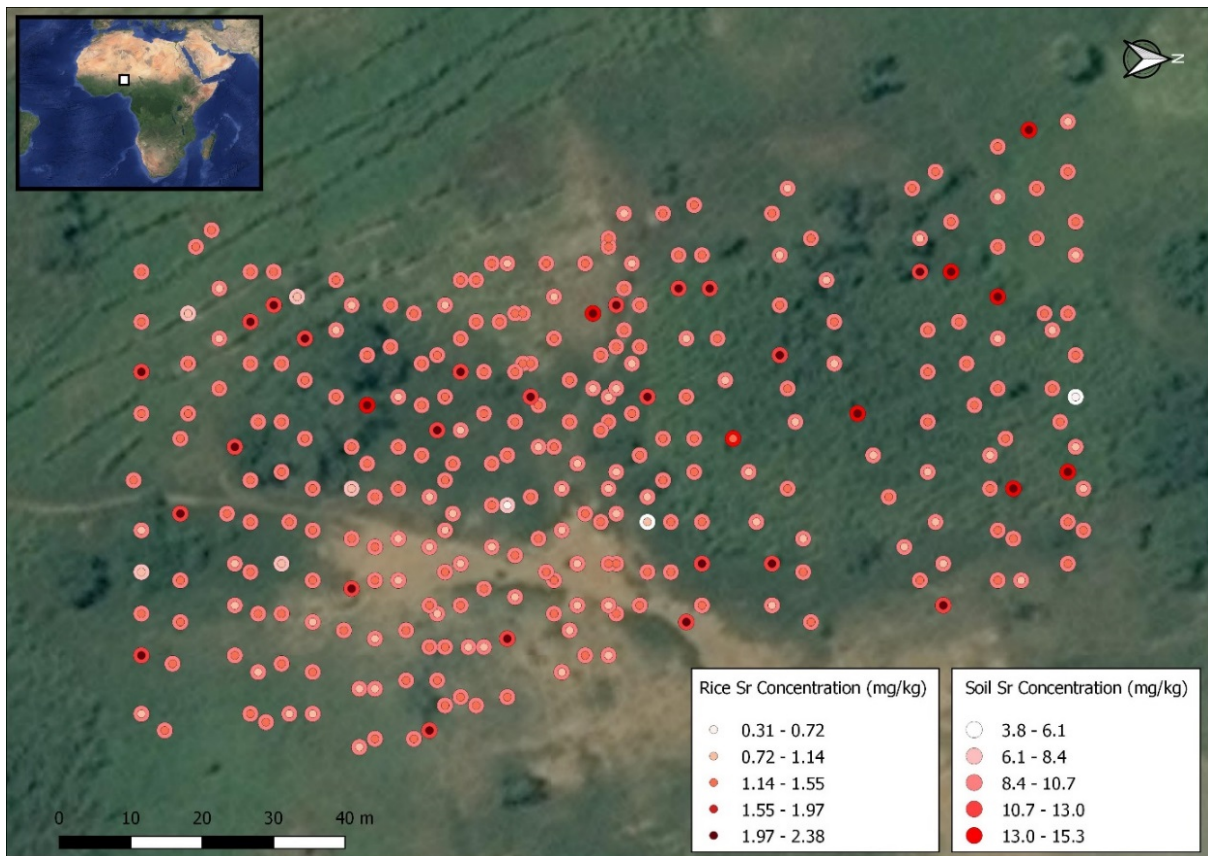 N
Rice Sr Concentration (mg/kg)
0.31 - 0.72
0.72 - 1.14
1.14 - 1.55
1.55 - 1.97
1.97 - 2.38
Soil Sr Concentration (mg/kg)
3.8 - 6.1
6.1 - 8.4
8.4 - 10.7
10.7 - 13.0
13.0 - 15.3
0 10 20 30 40 m